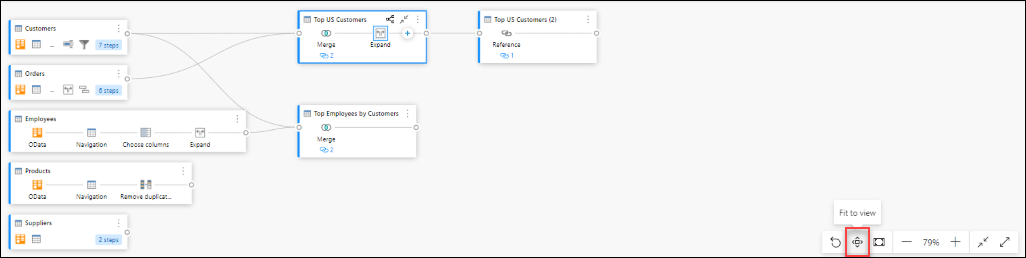 Customers
7 steps
Orders
6 steps
Employees
OData
Navigation
Choose columns
Expand
Products
OData
Navigation
Remove duplicat...
Suppliers
2 steps
Top US Customers
Merge
Expand
2
Top US Customers (2)
Reference
1
Top Employees by Customers
Merge
2
Fit to view
79%